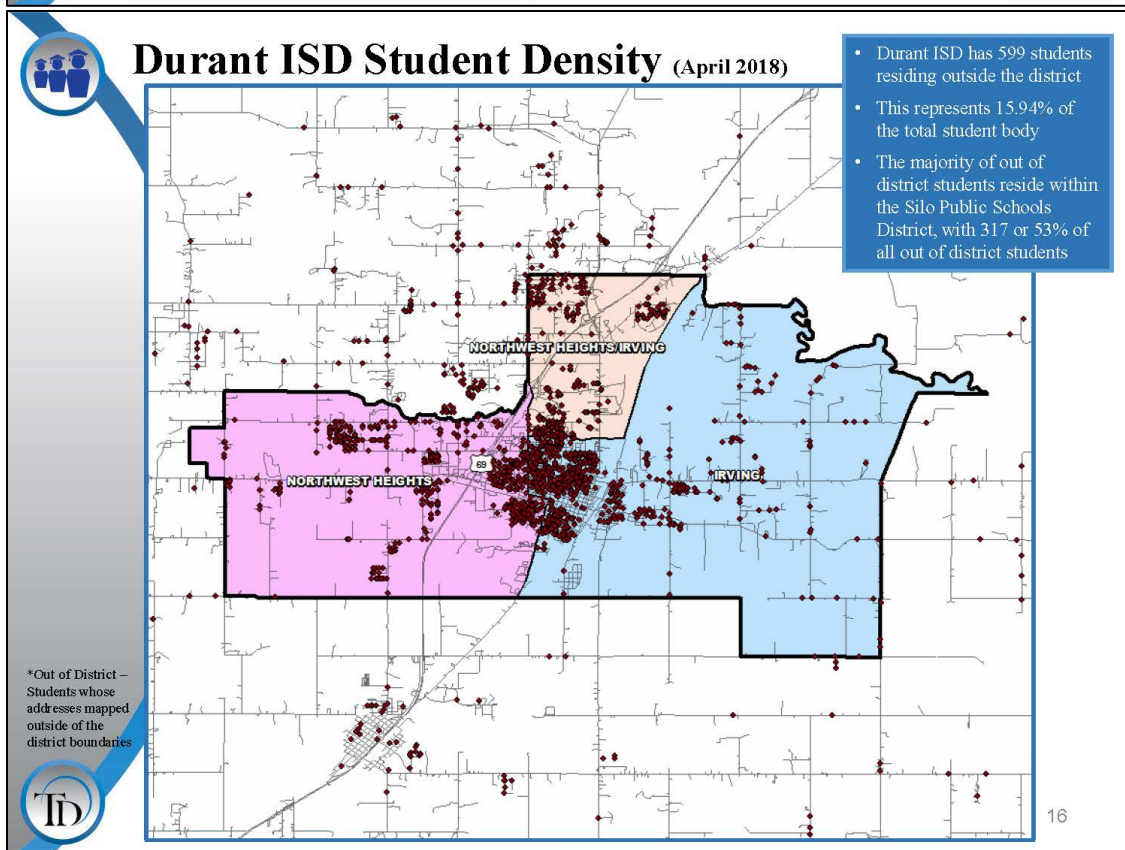 Durant ISD Student Density (April 2018)
• Durant ISD has 599 students
residing outside the district
• This represents 15.94% of
the total student body
• The majority of out of
district students reside within
the Silo Public Schools
District, with 317 or 53% of
all out of district students
NORTHWEST HEIGHTS/IRVING
69
NORTHWEST HEIGHTS
IRVING
*Out of District –
Students whose
addresses mapped
outside of the
district boundaries
TD
16